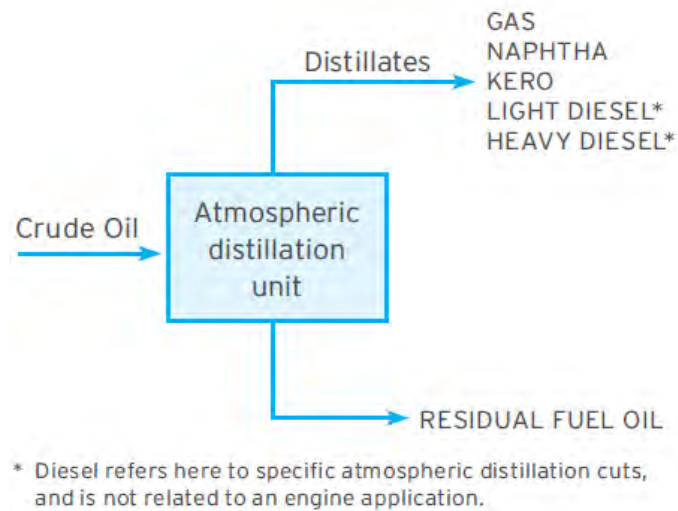 GAS
NAPHTHA
KERO
LIGHT DIESEL*
HEAVY DIESEL*
Distillates
Crude Oil
Atmospheric
distillation
unit
RESIDUAL FUEL OIL
* Diesel refers here to specific atmospheric distillation cuts,
and is not related to an engine application.